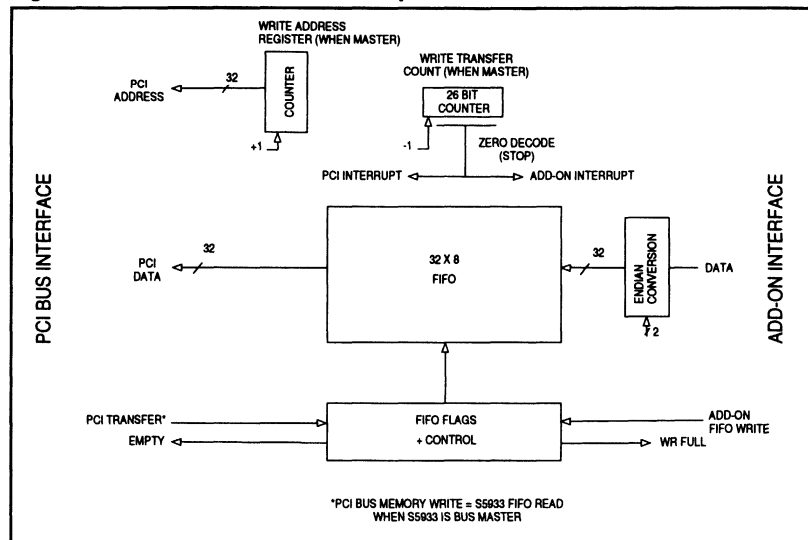 WRITE ADDRESS
REGISTER (WHEN MASTER)
WRITE TRANSFER
COUNT (WHEN MASTER)
PCI
ADDRESS
32
COUNTER
+1
26 BIT
COUNTER
-1
ZERO DECODE
(STOP)
PCI INTERRUPT
ADD-ON INTERRUPT
PCI BUS INTERFACE
ADD-ON INTERFACE
PCI
DATA
32
32 X 8
FIFO
32
ENDIAN
CONVERSION
DATA
2
PCI TRANSFER*
EMPTY
FIFO FLAGS
+ CONTROL
ADD-ON
FIFO WRITE
WR FULL
*PCI BUS MEMORY WRITE = S5933 FIFO READ
WHEN S5933 IS BUS MASTER